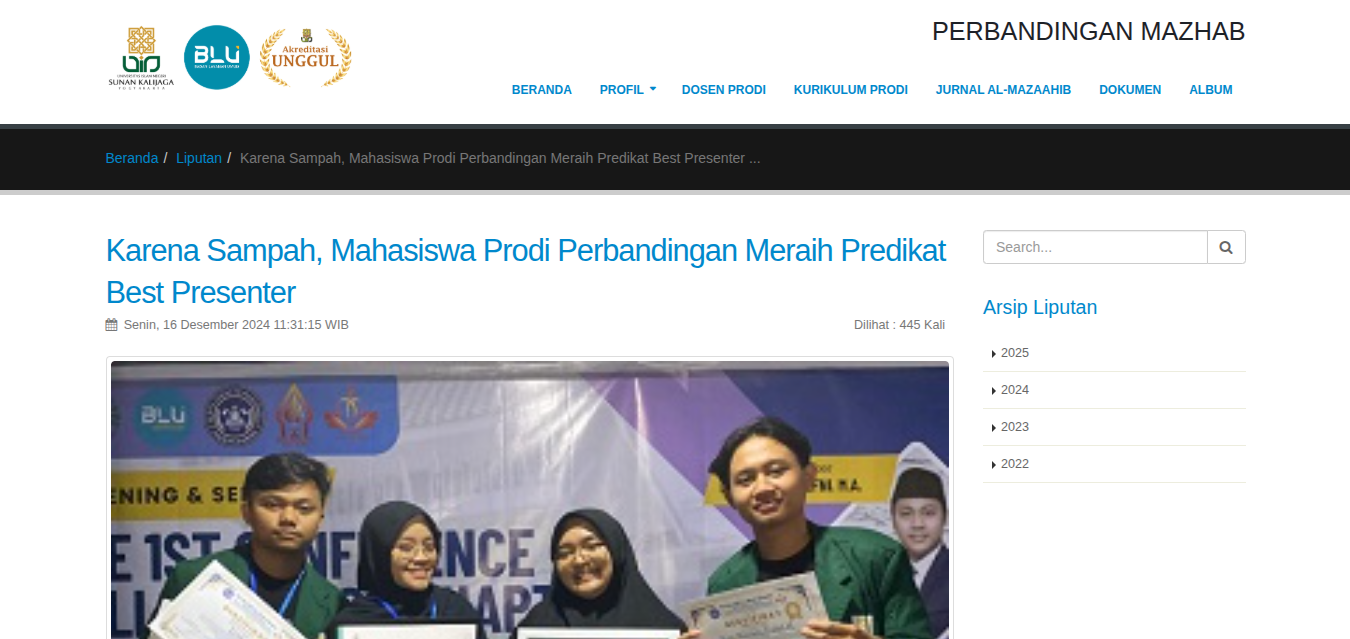 UNIVERSITAS ISLAM NEGERI
SUNAN KALIJAGA
YOGYAKARTA
BLU
Akreditasi
UNGGUL
PERBANDINGAN MAZHAB
BERANDA PROFIL DOSEN PRODI KURIKULUM PRODI JURNAL AL-MAZAAHIB DOKUMEN ALBUM
Beranda / Liputan / Karena Sampah, Mahasiswa Prodi Perbandingan Meraih Predikat Best Presenter ...
Karena Sampah, Mahasiswa Prodi Perbandingan Meraih Predikat
Best Presenter
Senin, 16 Desember 2024 11:31:15 WIB
Dilihat : 445 Kali
Search...
Arsip Liputan
2025
2024
2023
2022
BLU
ENING & SE
E 1ST CONFERENCE